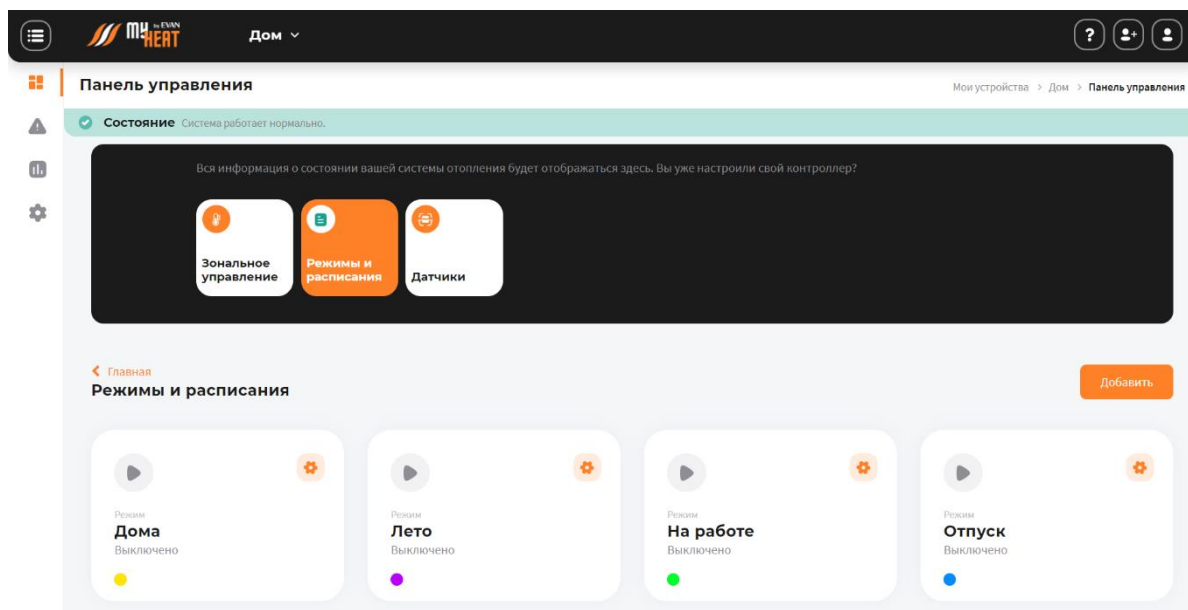 MY by EVAN
HEAT
Дом
?
Панель управления
Мои устройства > Дом > Панель управления
Состояние Система работает нормально.
Вся информация о состоянии вашей системы отопления будет отображаться здесь. Вы уже настроили свой контроллер?
Зональное
управление
Режимы и
расписания
Датчики
Главная
Режимы и расписания
Добавить
Режим
Дома
Выключено
Режим
Лето
Выключено
Режим
На работе
Выключено
Режим
Отпуск
Выключено